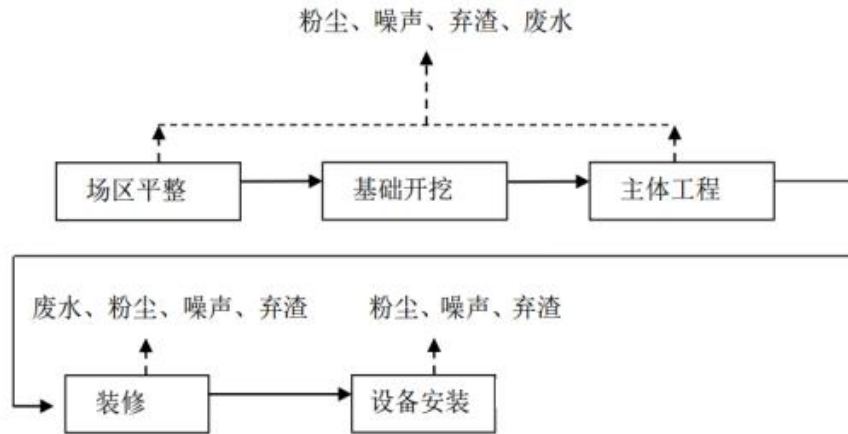 粉尘、噪声、弃渣、废水
场区平整
基础开挖
主体工程
废水、粉尘、噪声、弃渣
粉尘、噪声、弃渣
装修
设备安装